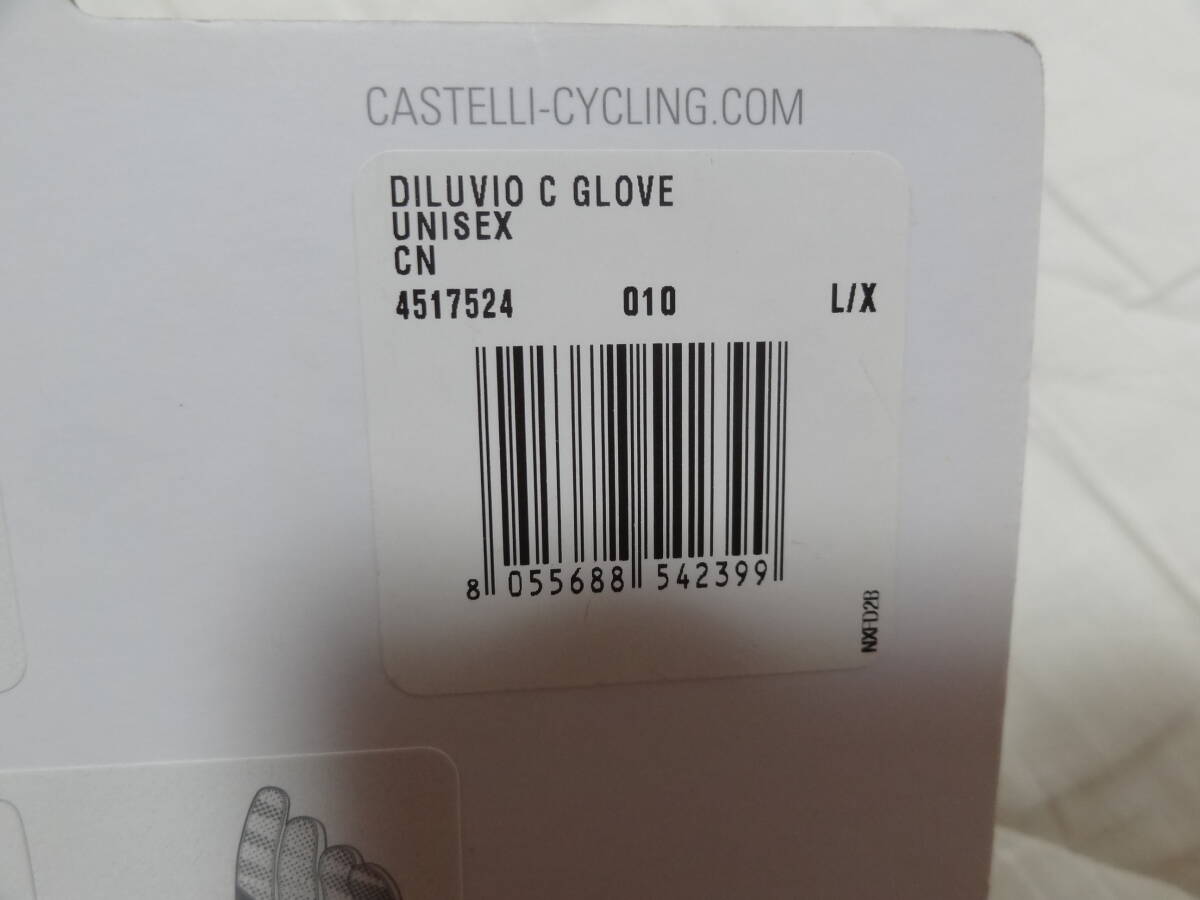 CASTELLI-CYCLING.COM
DILUVIO C GLOVE
UNISEX
CN
4517524 010 L/X
8 055688 542399
NXFD2B